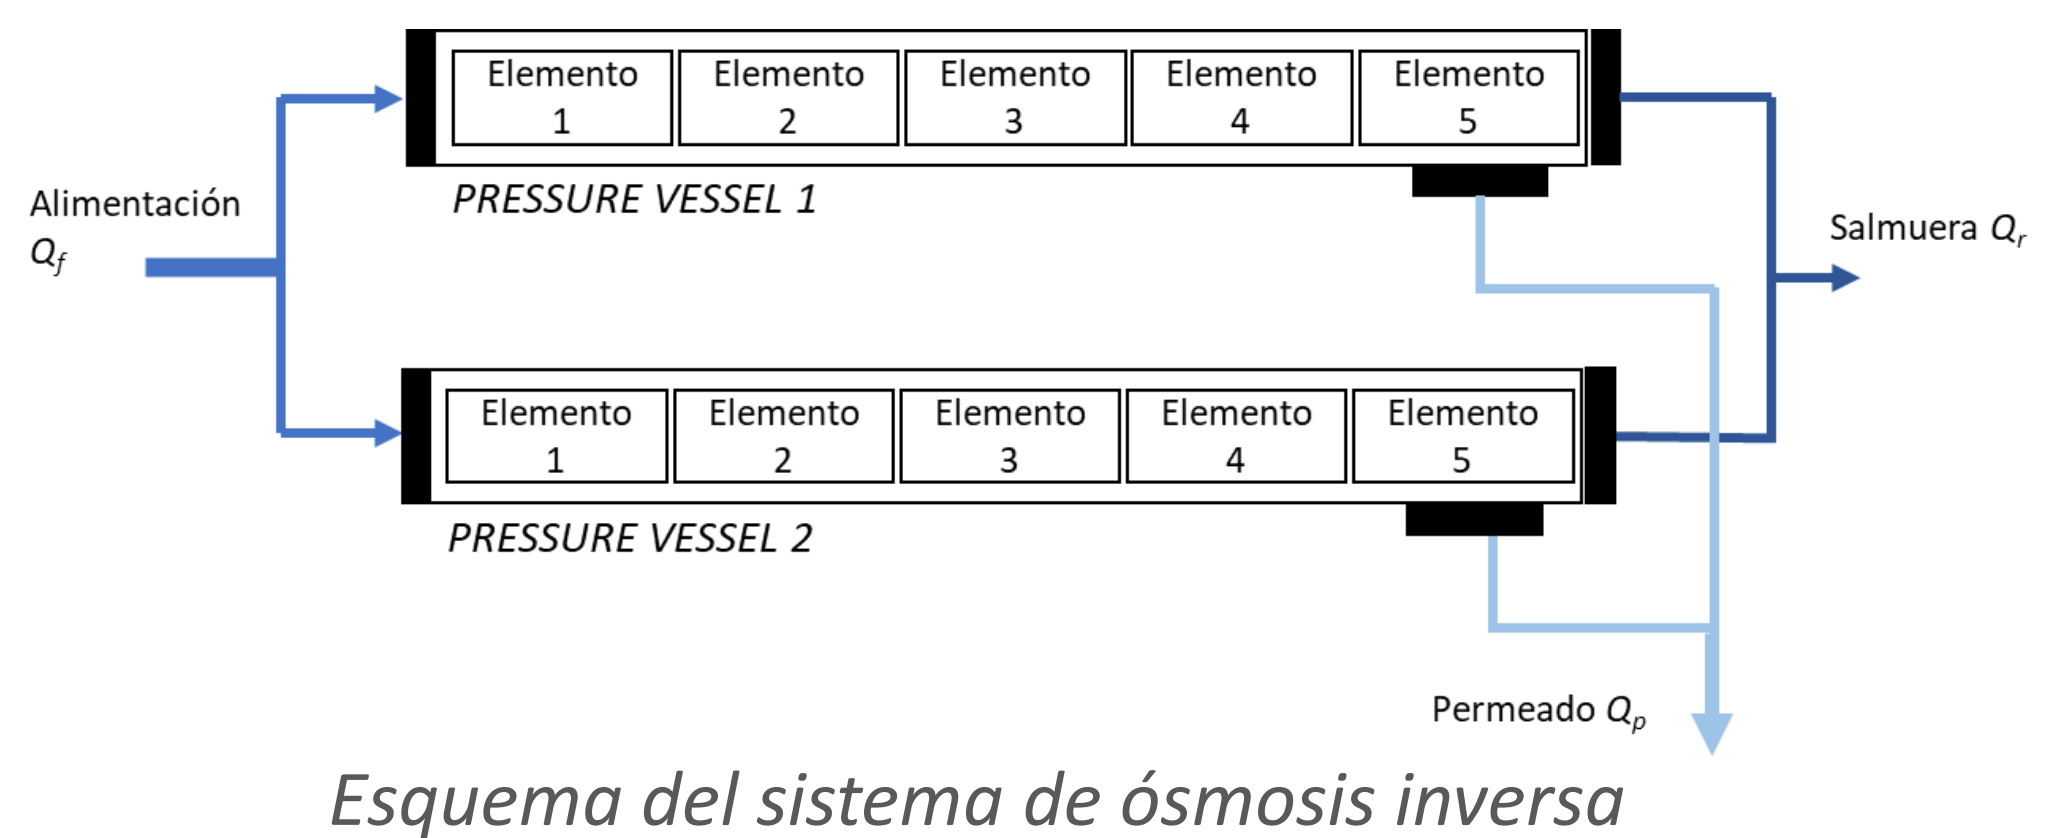 Elemento
1
Elemento
2
Elemento
3
Elemento
4
Elemento
5
PRESSURE VESSEL 1
Alimentación
Qf
Salmuera Qr
Elemento
1
Elemento
2
Elemento
3
Elemento
4
Elemento
5
PRESSURE VESSEL 2
Permeado Qp
Esquema del sistema de ósmosis inversa